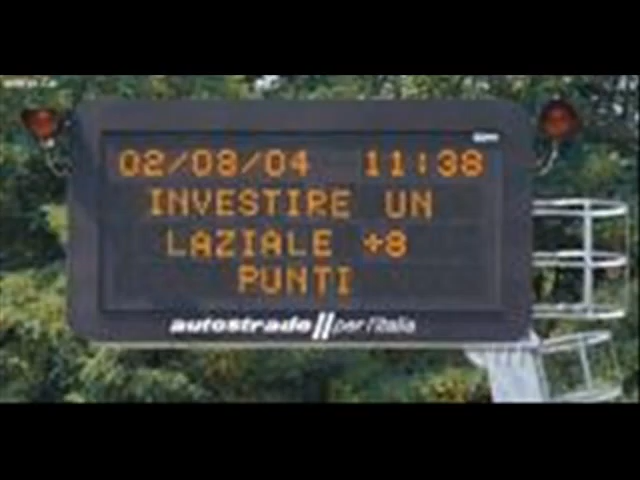 02/08/04 11:38
INVESTIRE UN
LAZIALE +8
PUNTI
autostrade // per l'italia